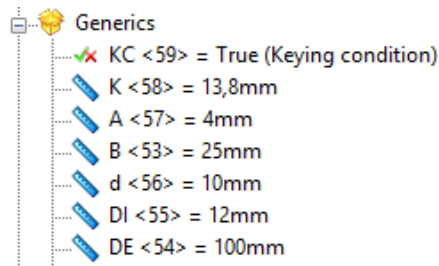 Generics
KC <59> = True (Keying condition)
K <58> = 13,8mm
A <57> = 4mm
B <53> = 25mm
d <56> = 10mm
DI <55> = 12mm
DE <54> = 100mm